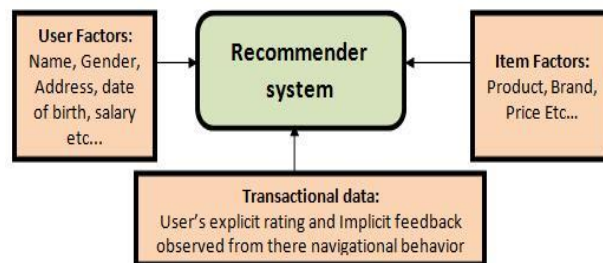 User Factors:
Name, Gender,
Address, date
of birth, salary
etc...
Recommender
system
Item Factors:
Product, Brand,
Price Etc...
Transactional data:
User's explicit rating and Implicit feedback
observed from there navigational behavior